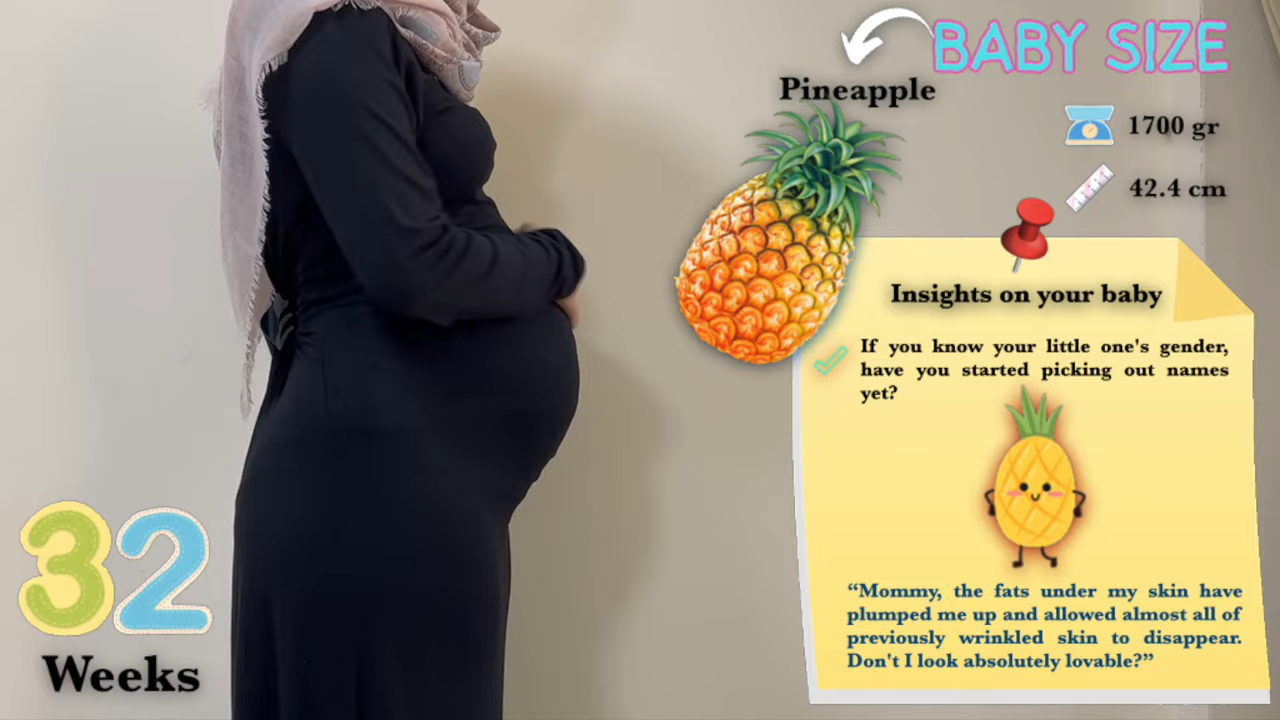 BABY SIZE
Pineapple
1700 gr
42.4 cm
Insights on your baby
If you know your little one's gender,
have you started picking out names
yet?
“Mommy, the fats under my skin have
plumped me up and allowed almost all of
previously wrinkled skin to disappear.
Don't I look absolutely lovable?”
32
Weeks